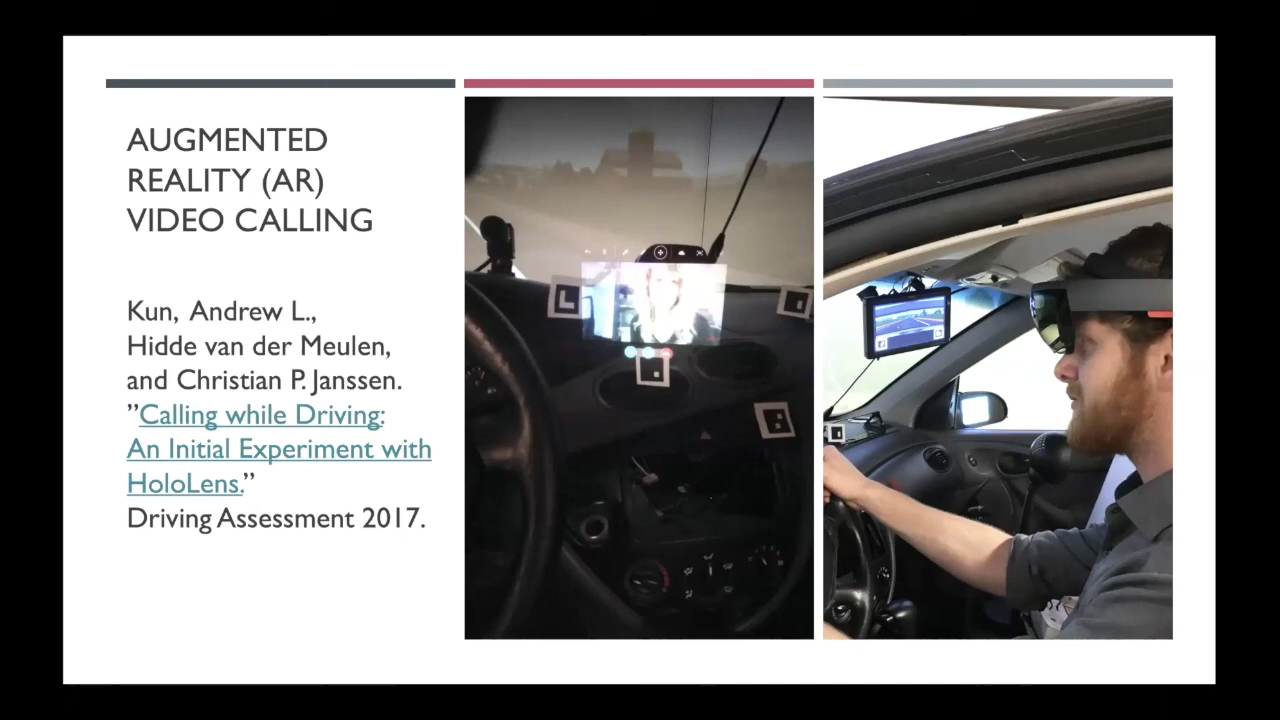 AUGMENTED
REALITY (AR)
VIDEO CALLING
Kun, Andrew L.,
Hidde van der Meulen,
and Christian P. Janssen.
”Calling while Driving:
An Initial Experiment with
HoloLens.”
Driving Assessment 2017.